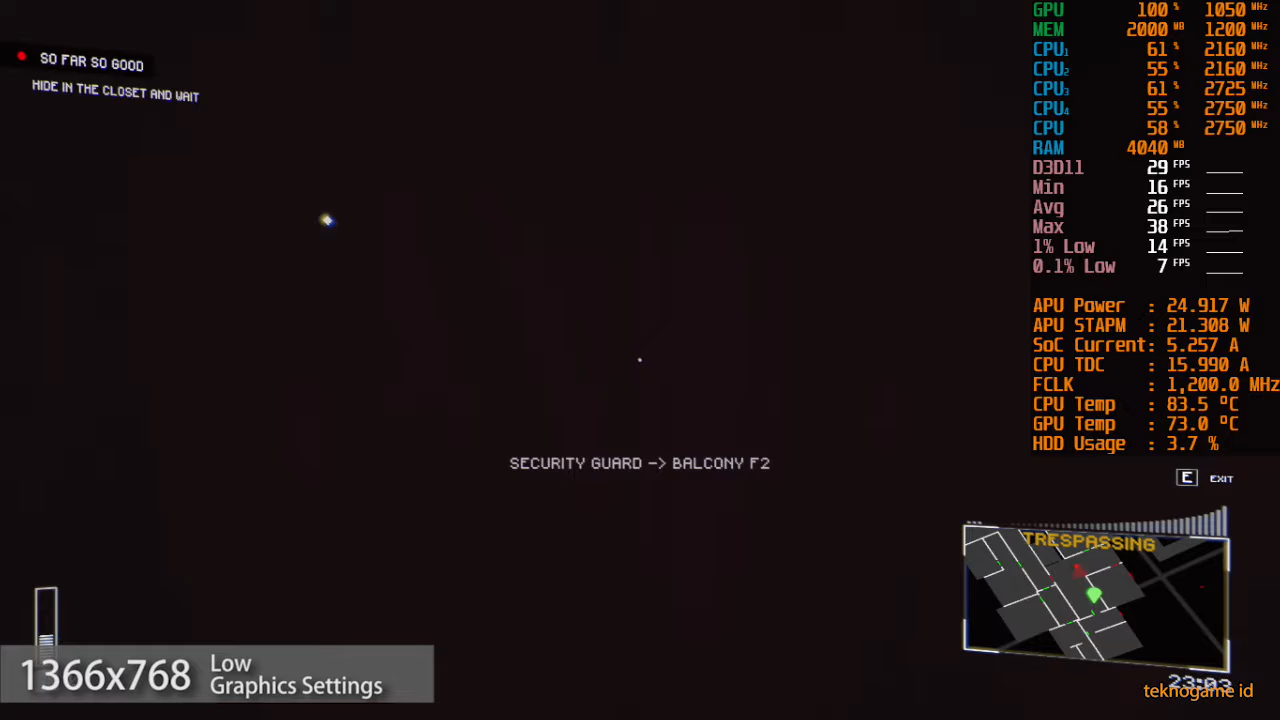 SO FAR SO GOOD
HIDE IN THE CLOSET AND WAIT
GPU 100 % 1050 MHz
MEM 2000 MB 1200 MHz
CPU1 61 % 2160 MHz
CPU2 55 % 2160 MHz
CPU3 61 % 2725 MHz
CPU4 55 % 2750 MHz
CPU 58 % 2750 MHz
RAM 4040 MB
D3D11 29 FPS
Min 16 FPS
Avg 26 FPS
Max 38 FPS
1% Low 14 FPS
0.1% Low 7 FPS
APU Power : 24.917 W
APU STAPM : 21.308 W
SoC Current: 5.257 A
CPU TDC : 15.990 A
FCLK : 1,200.0 MHz
CPU Temp : 83.5 ºC
GPU Temp : 73.0 ºC
HDD Usage : 3.7 %
SECURITY GUARD -> BALCONY F2
E EXIT
TRESPASSING
1366x768
Low
Graphics Settings
23:03
teknogame id